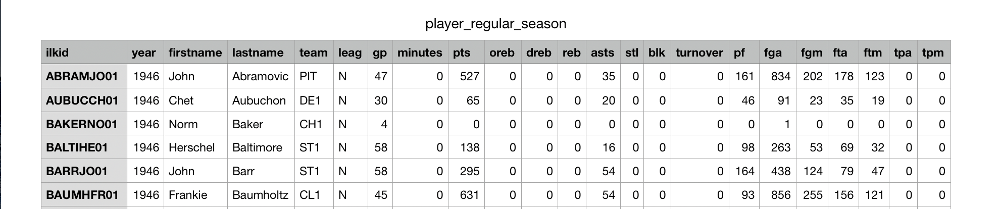 player_regular_season
ilkid year firstname lastname team leag gp minutes pts oreb dreb reb asts stl blk turnover pf fga fgm fta ftm tpa tpm
ABRAMJO01 1946 John Abramovic PIT N 47 0 527 0 0 0 35 0 0 0 161 834 202 178 123 0 0
AUBUCCH01 1946 Chet Aubuchon DE1 N 30 0 65 0 0 0 20 0 0 0 46 91 23 35 19 0 0
BAKERNO01 1946 Norm Baker CH1 N 4 0 0 0 0 0 0 0 0 0 0 1 0 0 0 0 0
BALTIHE01 1946 Herschel Baltimore ST1 N 58 0 138 0 0 0 16 0 0 0 98 263 53 69 32 0 0
BARRJO01 1946 John Barr ST1 N 58 0 295 0 0 0 54 0 0 0 164 438 124 79 47 0 0
BAUMHFR01 1946 Frankie Baumholtz CL1 N 45 0 631 0 0 0 54 0 0 0 93 856 255 156 121 0 0